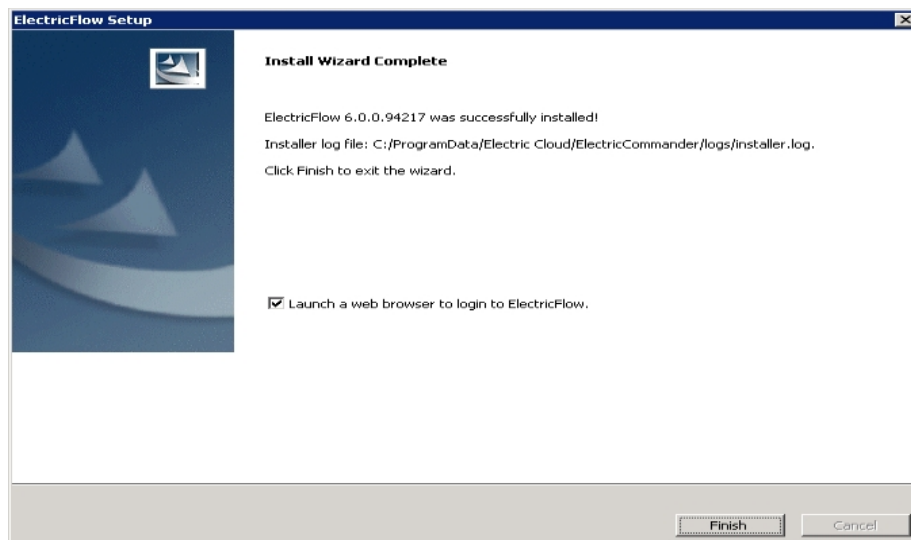 ElectricFlow Setup
Install Wizard Complete
ElectricFlow 6.0.0.94217 was successfully installed!
Installer log file: C:/ProgramData/Electric Cloud/ElectricCommander/logs/installer.log.
Click Finish to exit the wizard.
Launch a web browser to login to ElectricFlow.
Finish
Cancel